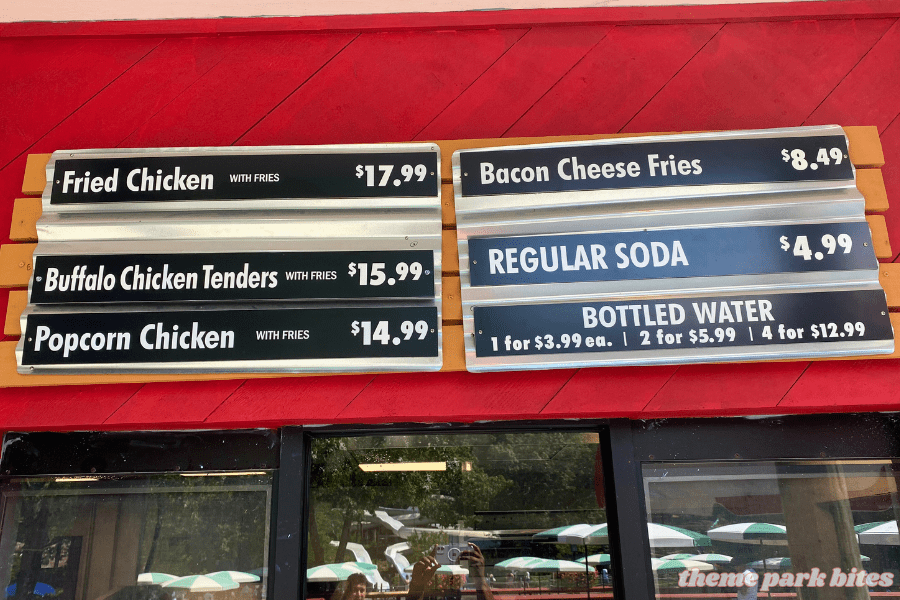 Fried Chicken WITH FRIES $17.99
Buffalo Chicken Tenders WITH FRIES $15.99
Popcorn Chicken WITH FRIES $14.99
Bacon Cheese Fries $8.49
REGULAR SODA $4.99
BOTTLED WATER
1 for $3.99 ea. | 2 for $5.99 | 4 for $12.99
theme park bites